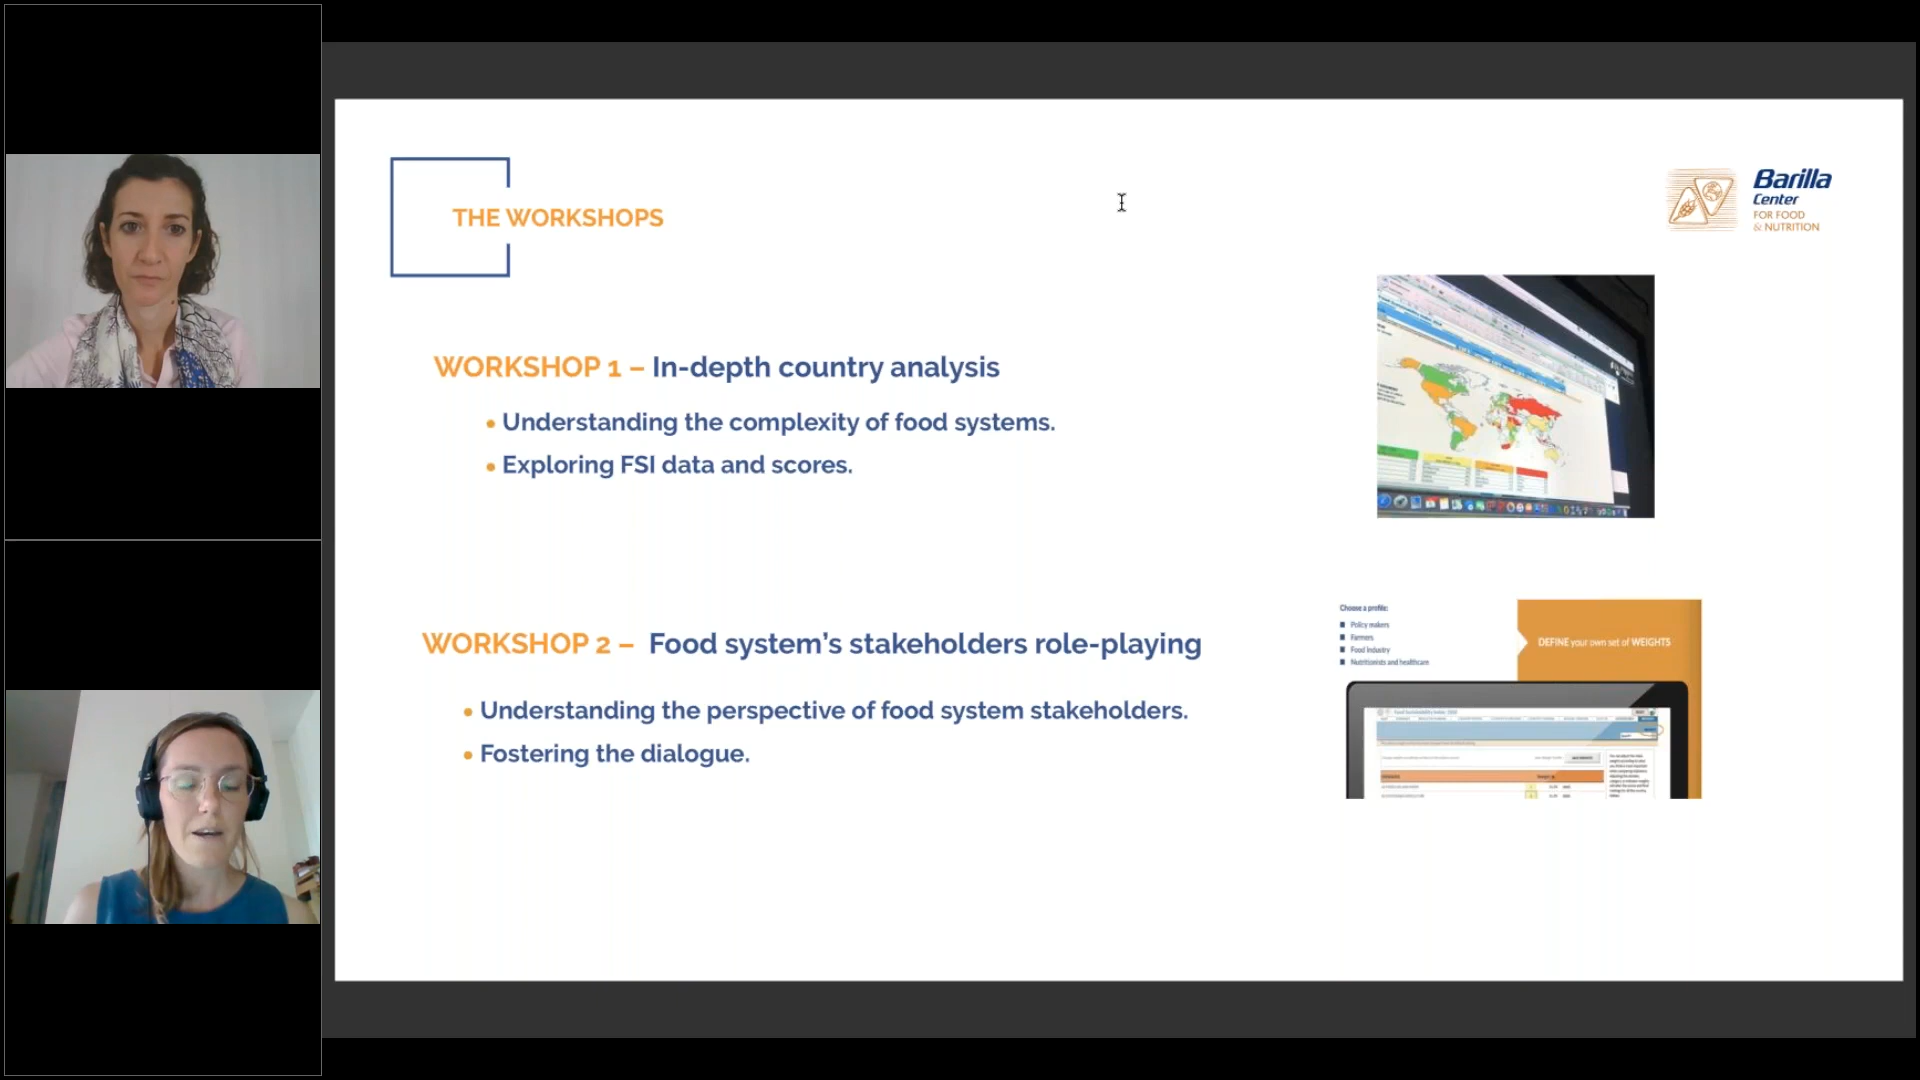 THE WORKSHOPS
Barilla
Center
FOR FOOD
& NUTRITION
WORKSHOP 1 – In-depth country analysis
• Understanding the complexity of food systems.
• Exploring FSI data and scores.
WORKSHOP 2 – Food system's stakeholders role-playing
• Understanding the perspective of food system stakeholders.
• Fostering the dialogue.
Choose a profile:
Policy makers
Farmers
Food Industry
Nutritionists and healthcare
DEFINE your own set of WEIGHTS